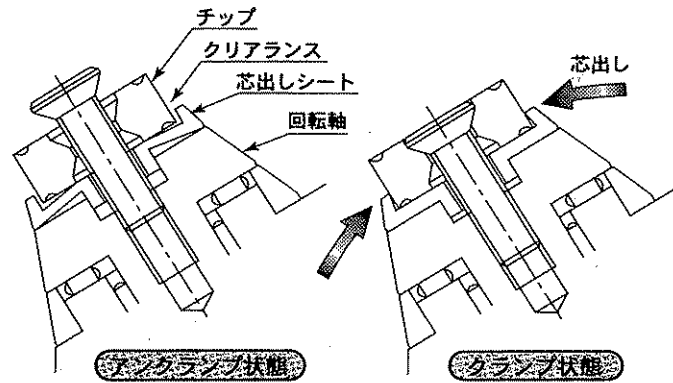 チップ
クリアランス
芯出しシート
回転軸
芯出し
アンクランプ状態
クランプ状態